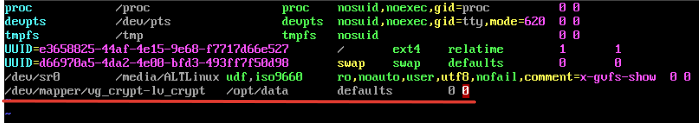 proc /proc proc nosuid,noexec,gid=proc 0 0
devpts /dev/pts devpts nosuid,noexec,gid=tty,mode=620 0 0
tmpfs /tmp tmpfs nosuid 0 0
UUID=e3658825-44af-4e15-9e68-f7717d66e527 / ext4 relatime 1 1
UUID=d66970a5-4da2-4e00-bfd3-493ff7f50d98 swap swap defaults 0 0
/dev/sr0 /media/ALTLinux udf,iso9660 ro,noauto,user,utf8,nofail,comment=x-gvfs-show 0 0
/dev/mapper/vg_crypt-lv_crypt /opt/data defaults 0 0
~